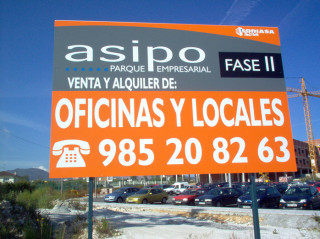 asipo
PARQUE EMPRESARIAL
FASE II
VENTA Y ALQUILER DE:
OFICINAS Y LOCALES
985 20 82 63